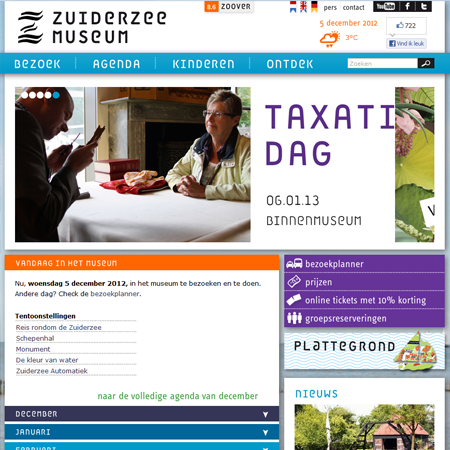 ZUIDERZEE
MUSEUM
8.6 ZOOVER
pers contact
You Tube
5 december 2012
3ºC
722
Vind ik leuk
BEZOEK AGENDA KINDEREN ONTDEK
Zoeken
TAXATI
DAG
06.01.13
BINNENMUSEUM
VANDAAG IN HET MUSEUM
Nu, woensdag 5 december 2012, in het museum te bezoeken en te doen.
Andere dag? Check de bezoekplanner.
Tentoonstellingen
Reis rondom de Zuiderzee
Schepenhal
Monument
De kleur van water
Zuiderzee Automatiek
naar de volledige agenda van december
DECEMBER
JANUARI
FEBRUARI
bezoekplanner
prijzen
online tickets met 10% korting
groepsreserveringen
PLATTEGROND
NIEUWS